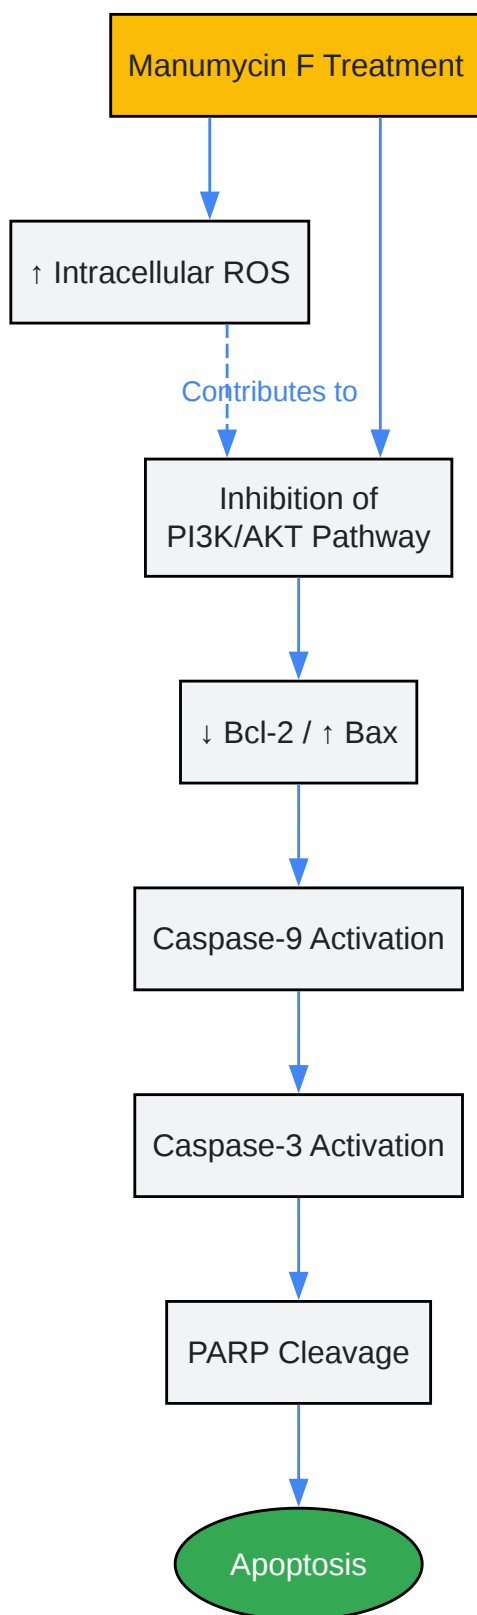 Manumycin F Treatment
↑ Intracellular ROS
Contributes to
Inhibition of
PI3K/AKT Pathway
↓ Bcl-2 / ↑ Bax
Caspase-9 Activation
Caspase-3 Activation
PARP Cleavage
Apoptosis